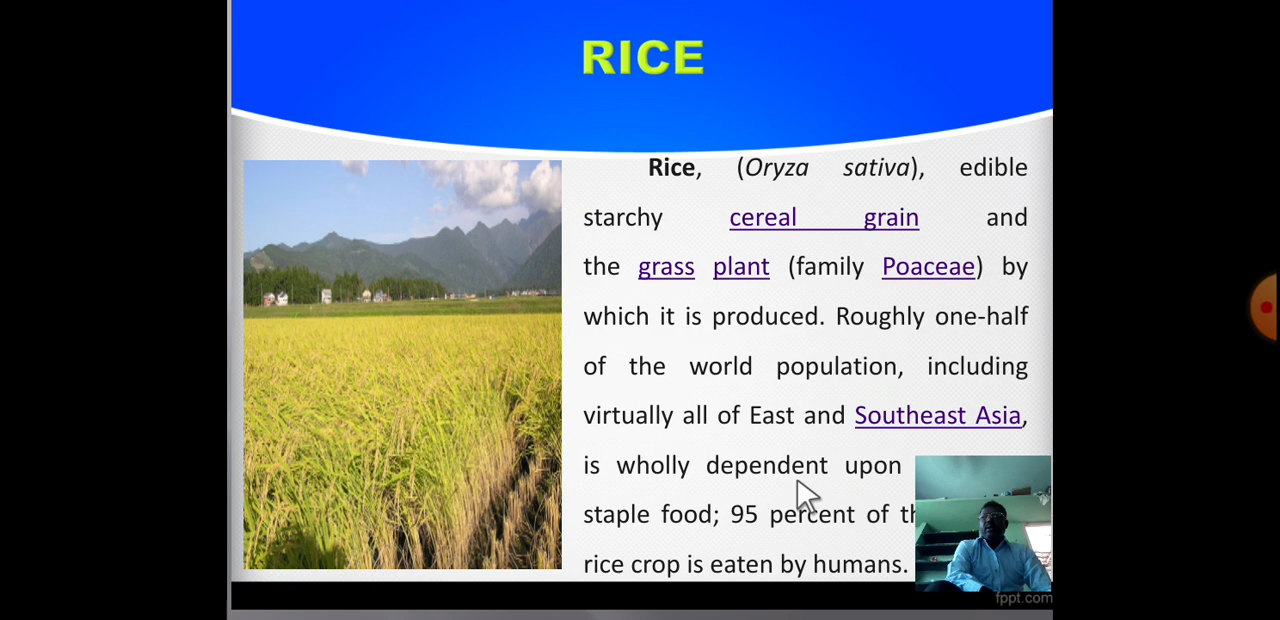 RICE
Rice, (Oryza sativa), edible
starchy cereal grain and
the grass plant (family Poaceae) by
which it is produced. Roughly one-half
of the world population, including
virtually all of East and Southeast Asia,
is wholly dependent upon
staple food; 95 percent of
rice crop is eaten by humans.
fppt.com